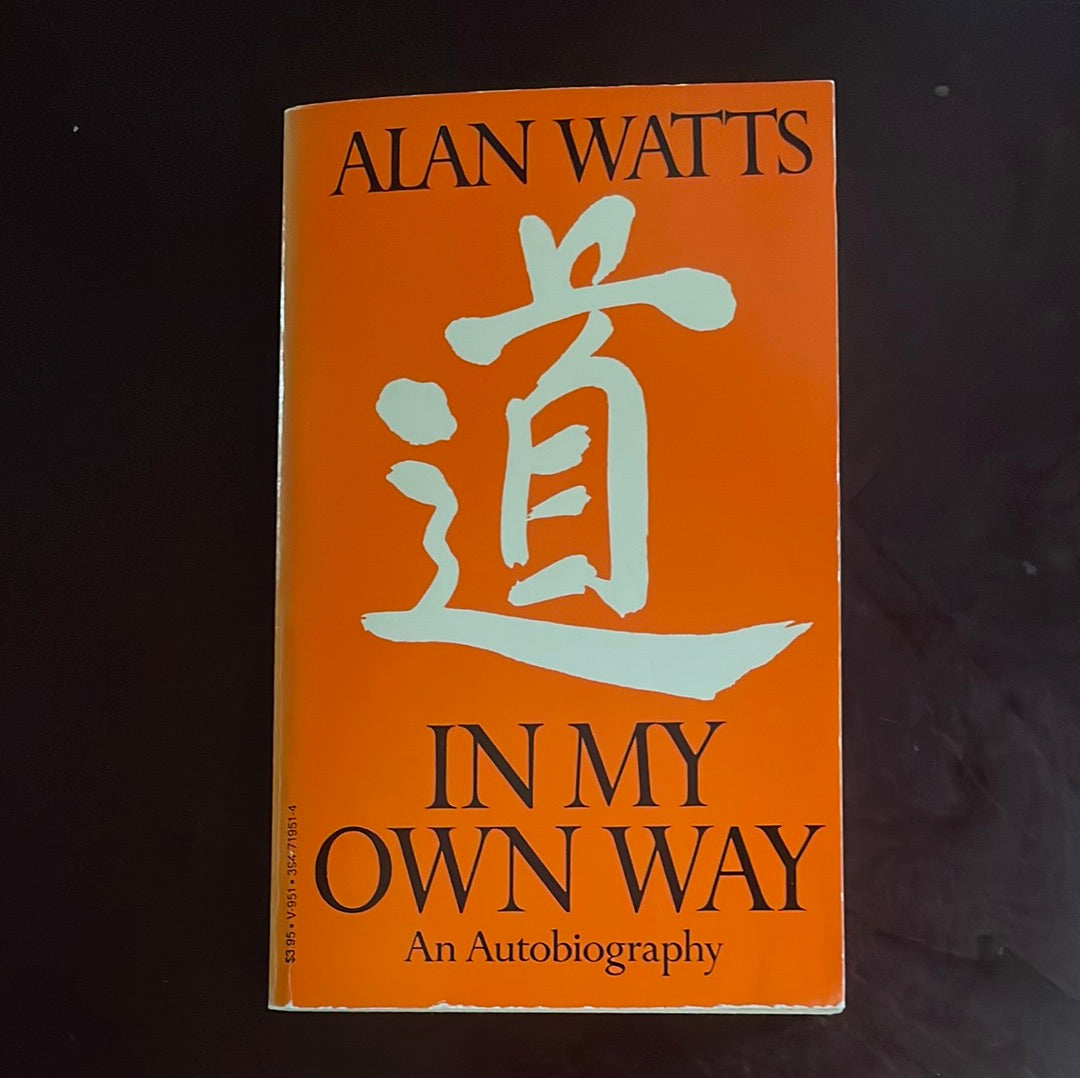 ALAN WATTS
道
IN MY
OWN WAY
An Autobiography
$3.95 • V-951 • 394-71951-4